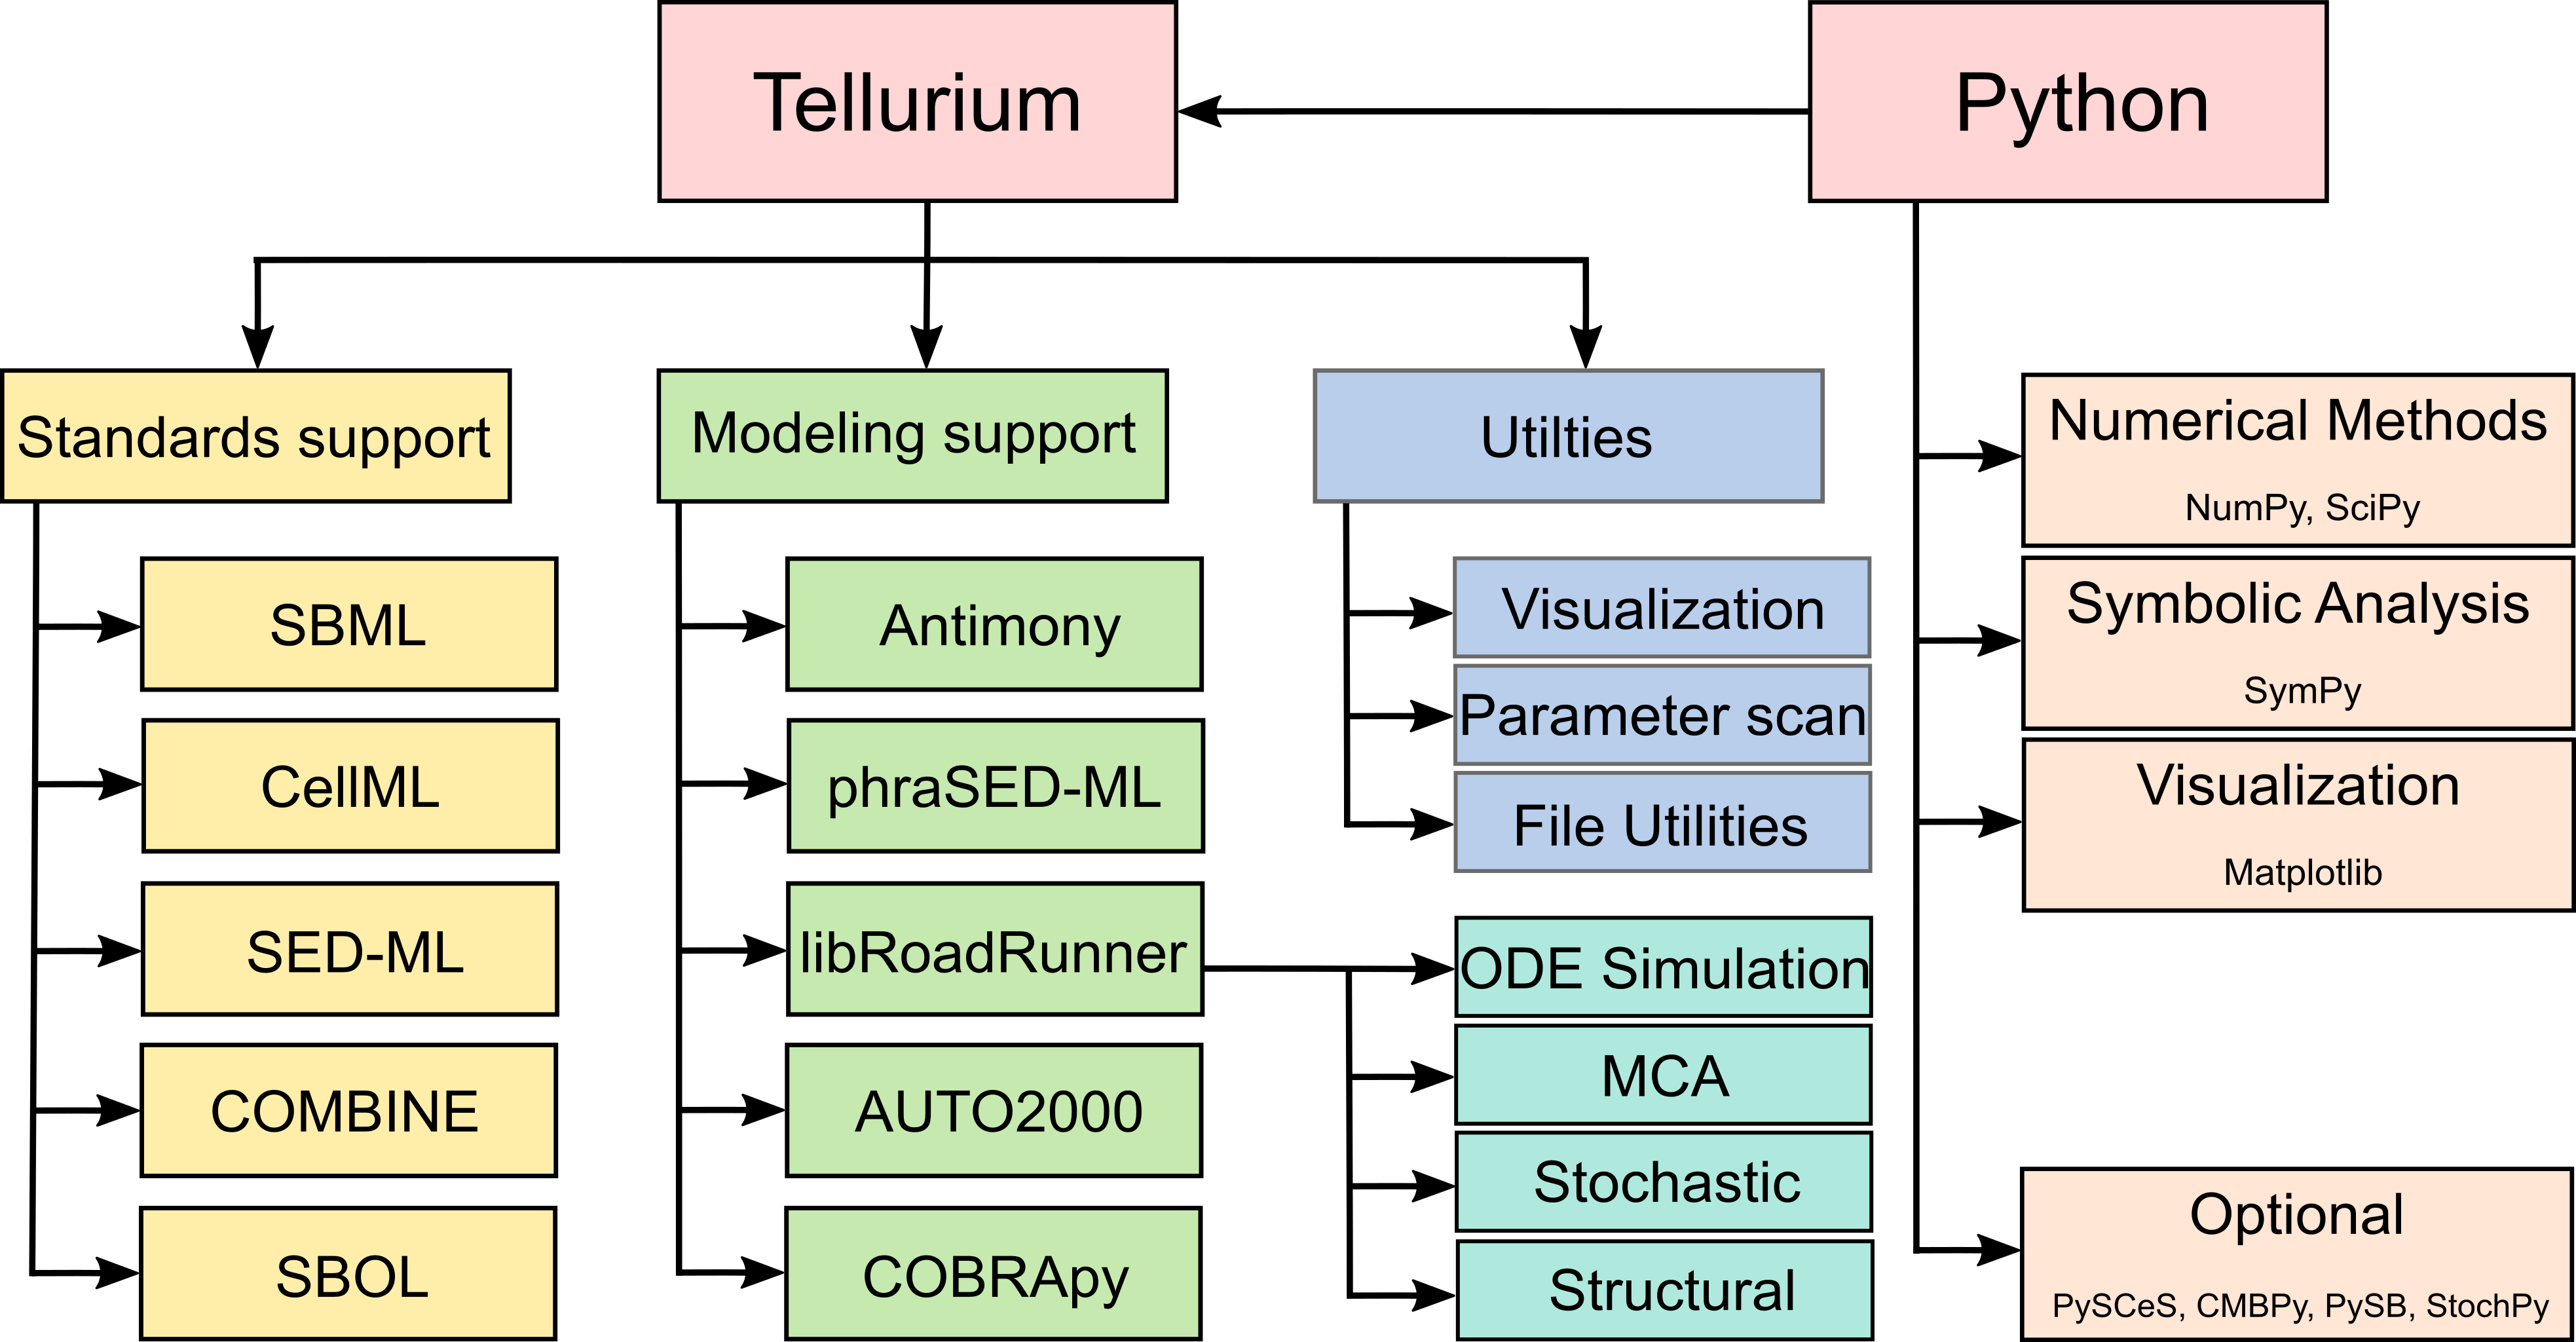 Tellurium
Python
Standards support
SBML
CellML
SED-ML
COMBINE
SBOL
Modeling support
Antimony
phraSED-ML
libRoadRunner
AUTO2000
COBRApy
Utilties
Visualization
Parameter scan
File Utilities
ODE Simulation
MCA
Stochastic
Structural
Numerical Methods
NumPy, SciPy
Symbolic Analysis
SymPy
Visualization
Matplotlib
Optional
PySCeS, CMBPy, PySB, StochPy